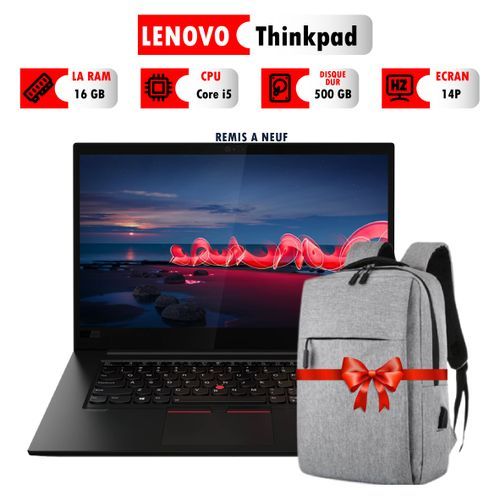 LENOVO Thinkpad
LA RAM
16 GB
CPU
Core i5
DISQUE
DUR
500 GB
HZ
ECRAN
14P
REMIS A NEUF